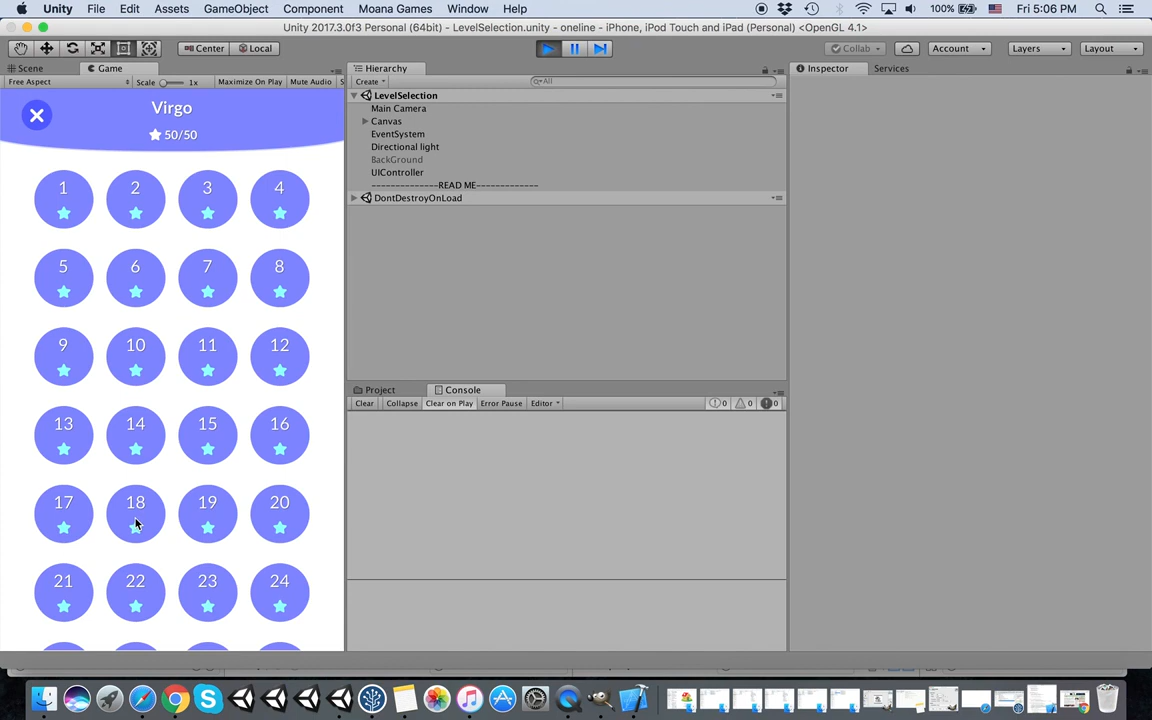 Unity File Edit Assets GameObject Component Moana Games Window Help 100% Fri 5:06 PM
Unity 2017.3.0f3 Personal (64bit) - LevelSelection.unity - oneline - iPhone, iPod Touch and iPad (Personal) <OpenGL 4.1>
Center Local Collab Account Layers Layout
Scene Game Hierarchy Inspector Services
Free Aspect Scale 1x Maximize On Play Mute Audio S Create All
LevelSelection
Main Camera
Canvas
EventSystem
Directional light
BackGround
UIController
--------------READ ME-------------
DontDestroyOnLoad
Virgo
50/50
1 2 3 4
5 6 7 8
9 10 11 12
13 14 15 16
17 18 19 20
21 22 23 24
Project Console
Clear Collapse Clear on Play Error Pause Editor 0 0 0